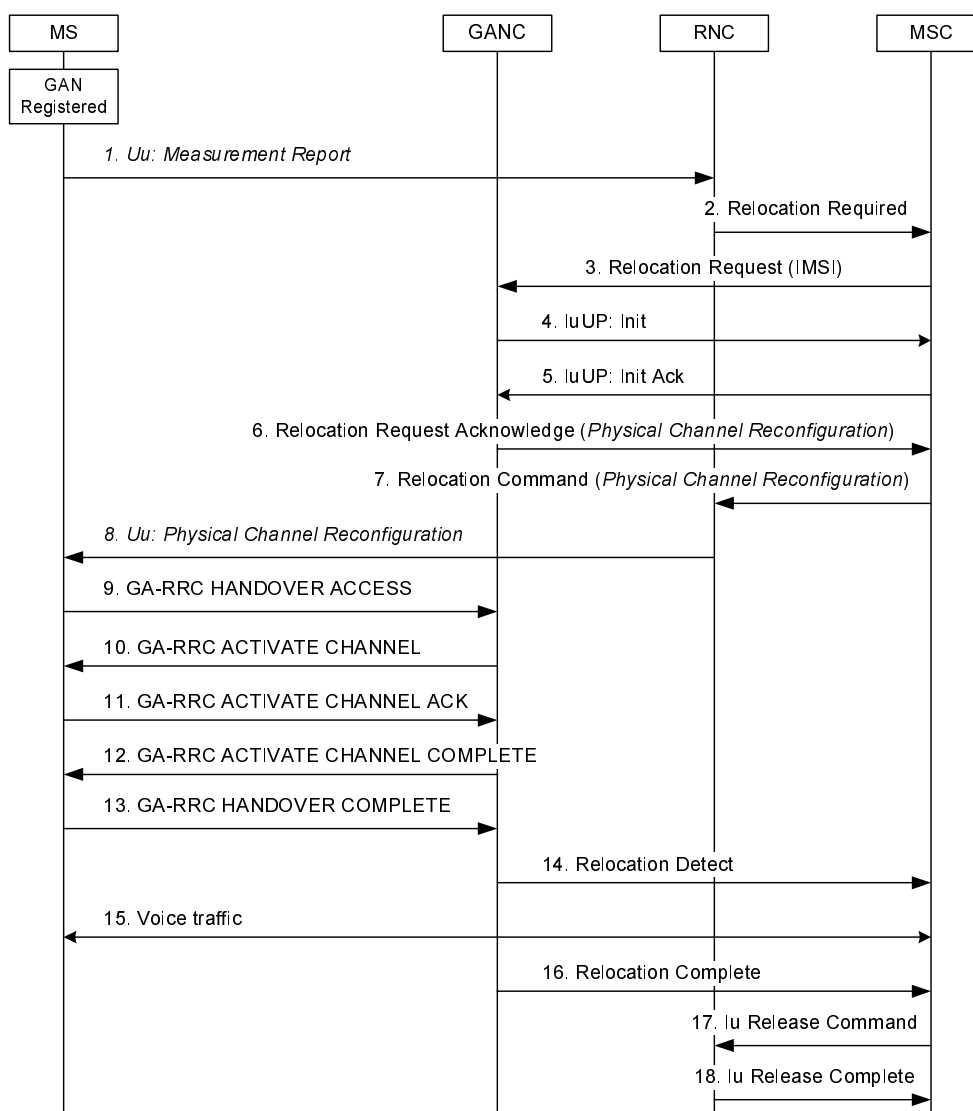 MS
GANC
RNC
MSC
GAN
Registered
1. Uu: Measurement Report
2. Relocation Required
3. Relocation Request (IMSI)
4. IuUP: Init
5. IuUP: Init Ack
6. Relocation Request Acknowledge (Physical Channel Reconfiguration)
7. Relocation Command (Physical Channel Reconfiguration)
8. Uu: Physical Channel Reconfiguration
9. GA-RRC HANDOVER ACCESS
10. GA-RRC ACTIVATE CHANNEL
11. GA-RRC ACTIVATE CHANNEL ACK
12. GA-RRC ACTIVATE CHANNEL COMPLETE
13. GA-RRC HANDOVER COMPLETE
14. Relocation Detect
15. Voice traffic
16. Relocation Complete
17. Iu Release Command
18. Iu Release Complete